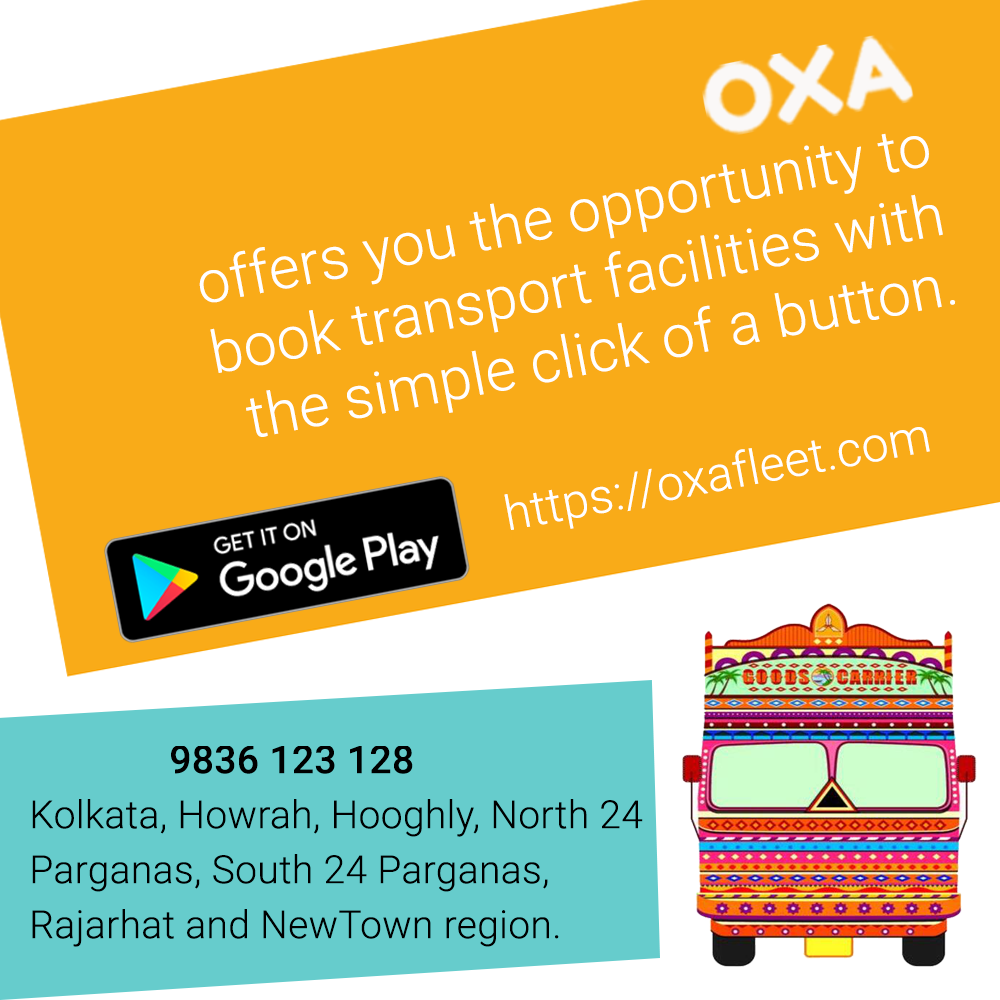 OXA
offers you the opportunity to
book transport facilities with
the simple click of a button.
https://oxafleet.com
GET IT ON
Google Play
GOODS CARRIER
9836 123 128
Kolkata, Howrah, Hooghly, North 24
Parganas, South 24 Parganas,
Rajarhat and NewTown region.